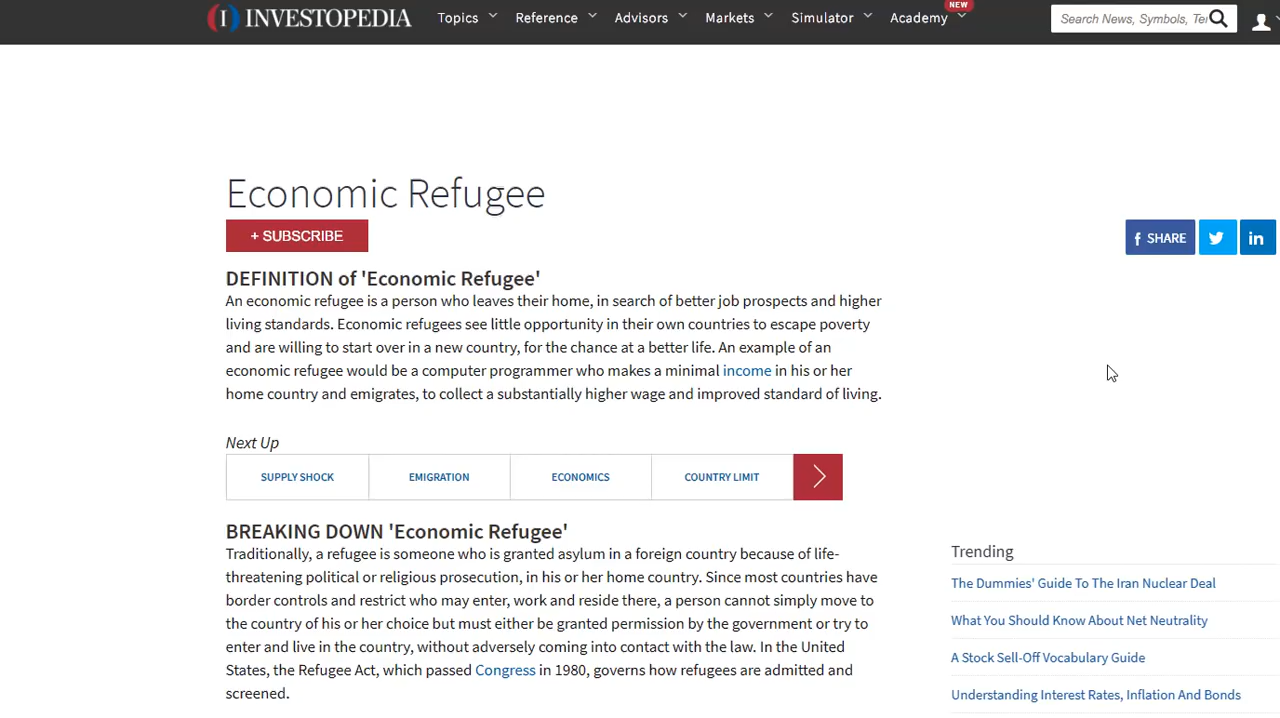 INVESTOPEDIA Topics Reference Advisors Markets Simulator Academy NEW
Economic Refugee
+ SUBSCRIBE
SHARE
in
DEFINITION of 'Economic Refugee'
An economic refugee is a person who leaves their home, in search of better job prospects and higher
living standards. Economic refugees see little opportunity in their own countries to escape poverty
and are willing to start over in a new country, for the chance at a better life. An example of an
economic refugee would be a computer programmer who makes a minimal income in his or her
home country and emigrates, to collect a substantially higher wage and improved standard of living.
Next Up
SUPPLY SHOCK
EMIGRATION
ECONOMICS
COUNTRY LIMIT
BREAKING DOWN 'Economic Refugee'
Traditionally, a refugee is someone who is granted asylum in a foreign country because of life-
threatening political or religious prosecution, in his or her home country. Since most countries have
border controls and restrict who may enter, work and reside there, a person cannot simply move to
the country of his or her choice but must either be granted permission by the government or try to
enter and live in the country, without adversely coming into contact with the law. In the United
States, the Refugee Act, which passed Congress in 1980, governs how refugees are admitted and
screened.
Trending
The Dummies' Guide To The Iran Nuclear Deal
What You Should Know About Net Neutrality
A Stock Sell-Off Vocabulary Guide
Understanding Interest Rates, Inflation And Bonds
Search News, Symbols,